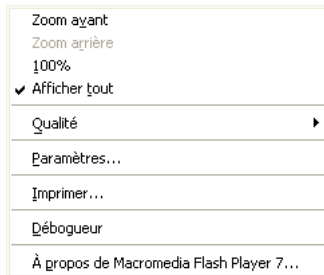 Zoom avant
Zoom arrière
100%
Afficher tout
Qualité
Paramètres...
Imprimer...
Débogueur
À propos de Macromedia Flash Player 7...